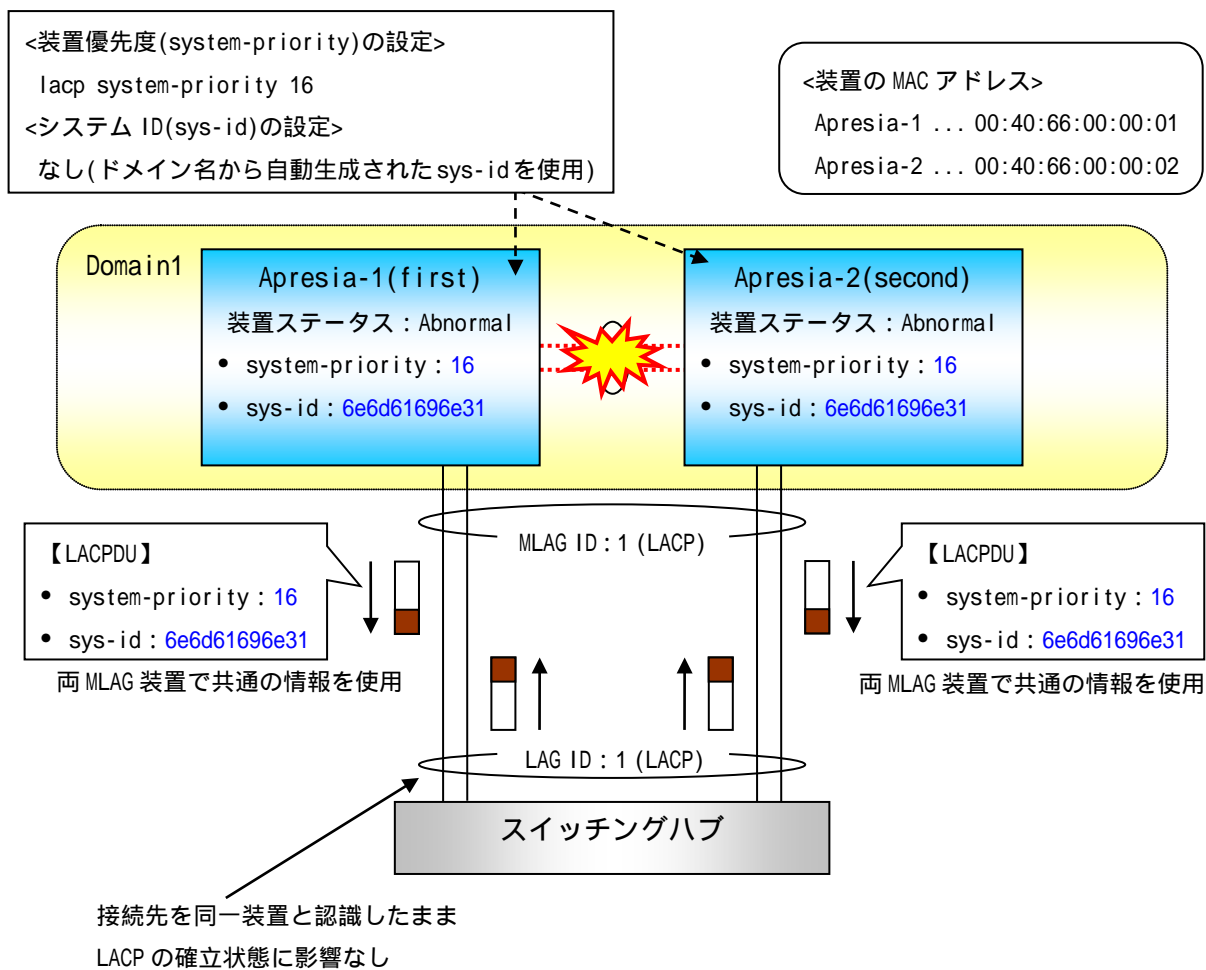 <装置優先度(system-priority)の設定>
lacp system-priority 16
<システム ID(sys-id)の設定>
なし(ドメイン名から自動生成された sys-id を使用)
<装置の MAC アドレス>
Apresia-1 ... 00:40:66:00:00:01
Apresia-2 ... 00:40:66:00:00:02
Domain1
Apresia-1(first)
装置ステータス：Abnormal
• system-priority：16
• sys-id：6e6d61696e31
Apresia-2(second)
装置ステータス：Abnormal
• system-priority：16
• sys-id：6e6d61696e31
MLAG ID：1 (LACP)
【LACPDU】
• system-priority：16
• sys-id：6e6d61696e31
両 MLAG 装置で共通の情報を使用
【LACPDU】
• system-priority：16
• sys-id：6e6d61696e31
両 MLAG 装置で共通の情報を使用
LAG ID：1 (LACP)
スイッチングハブ
接続先を同一装置と認識したまま
LACP の確立状態に影響なし